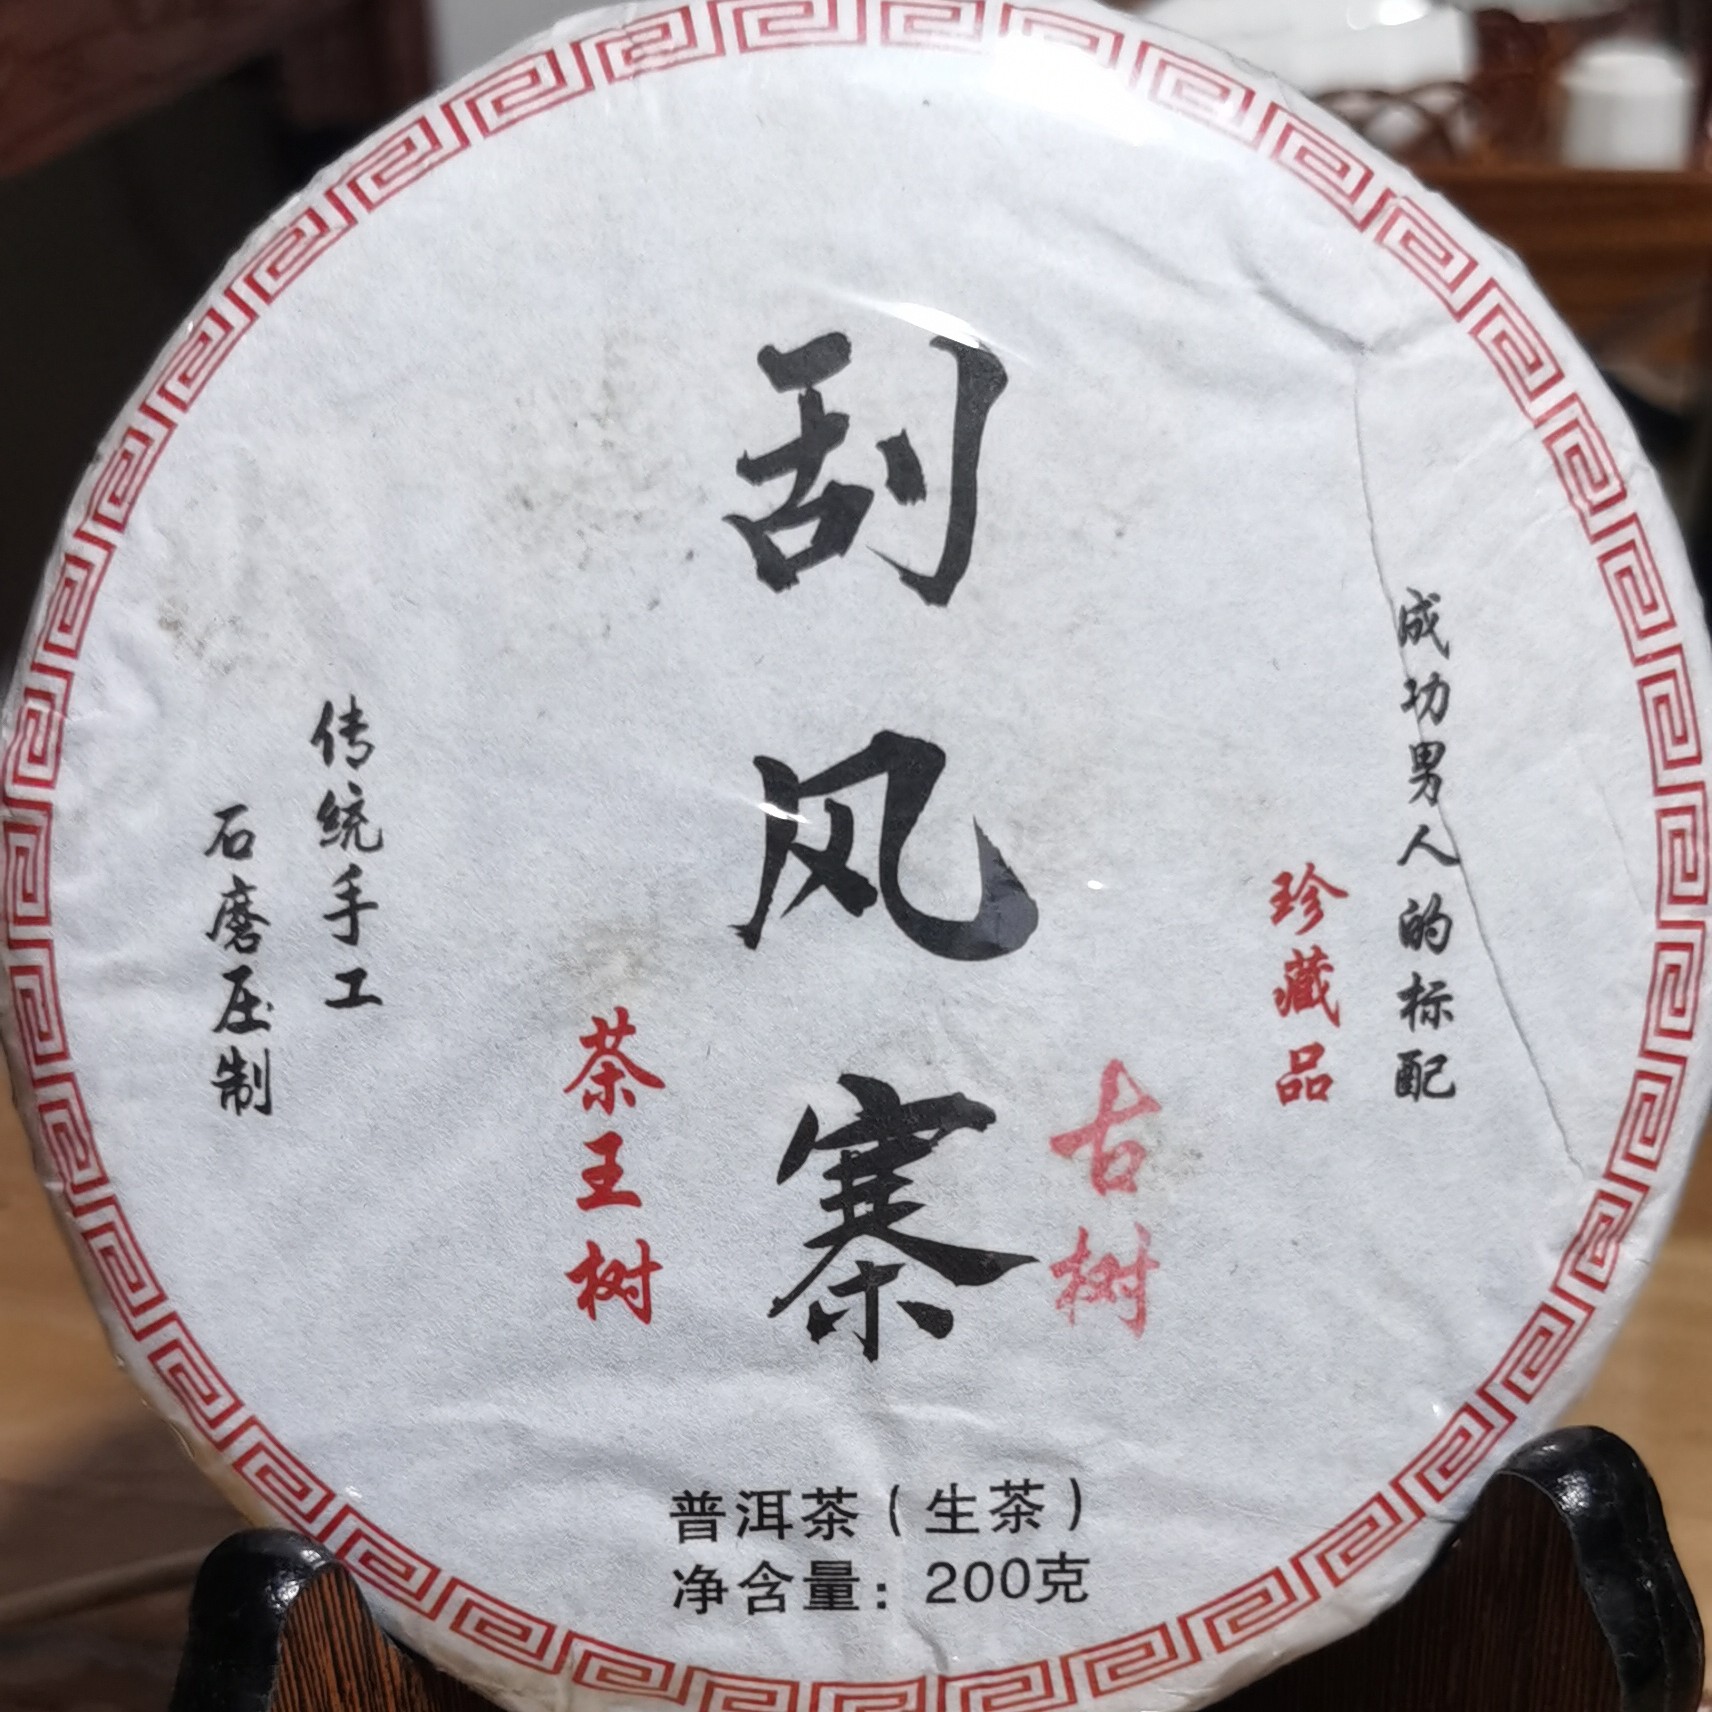 刮风寨
成功男人的标配
珍藏品
古树
茶王树
传统手工
石磨压制
普洱茶（生茶）
净含量：200克